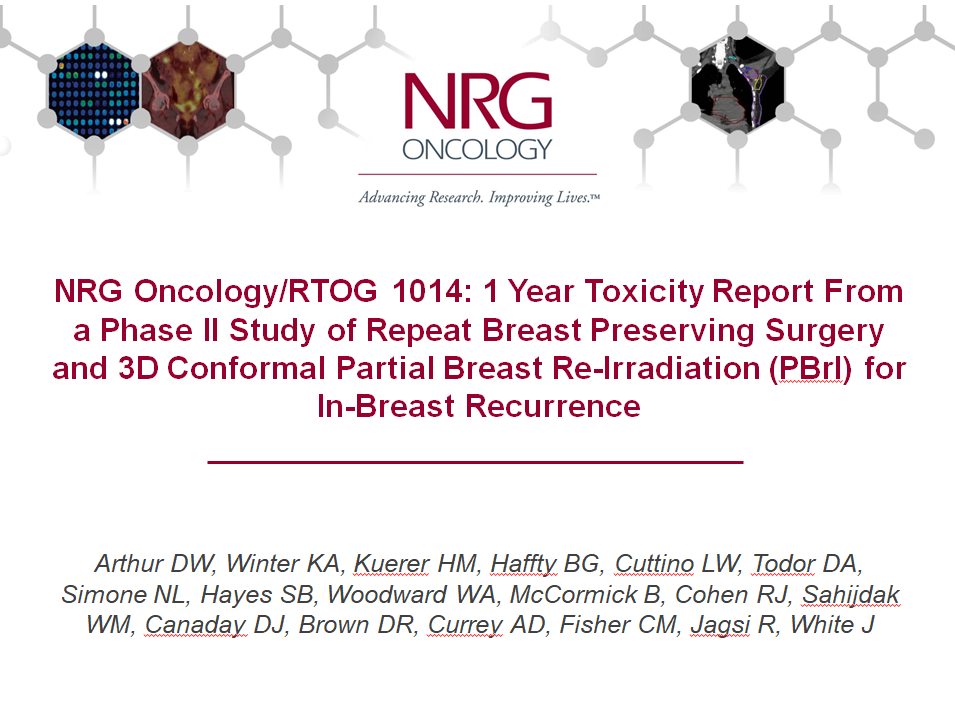 NRG
ONCOLOGY
Advancing Research. Improving Lives.™
NRG Oncology/RTOG 1014: 1 Year Toxicity Report From
a Phase II Study of Repeat Breast Preserving Surgery
and 3D Conformal Partial Breast Re-Irradiation (PBrI) for
In-Breast Recurrence
Arthur DW, Winter KA, Kuerer HM, Haffty BG, Cuttino LW, Todor DA,
Simone NL, Hayes SB, Woodward WA, McCormick B, Cohen RJ, Sahijdak
WM, Canaday DJ, Brown DR, Currey AD, Fisher CM, Jagsi R, White J